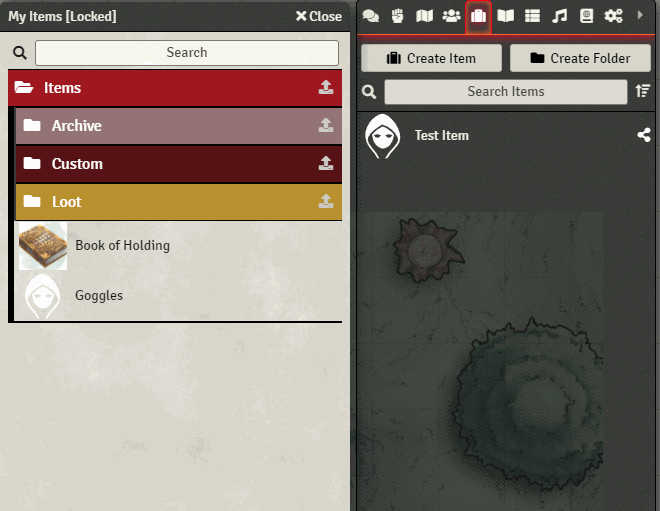 My Items [Locked]
Close
Search
Items
Archive
Custom
Loot
Book of Holding
Goggles
Create Item
Create Folder
Search Items
Test Item